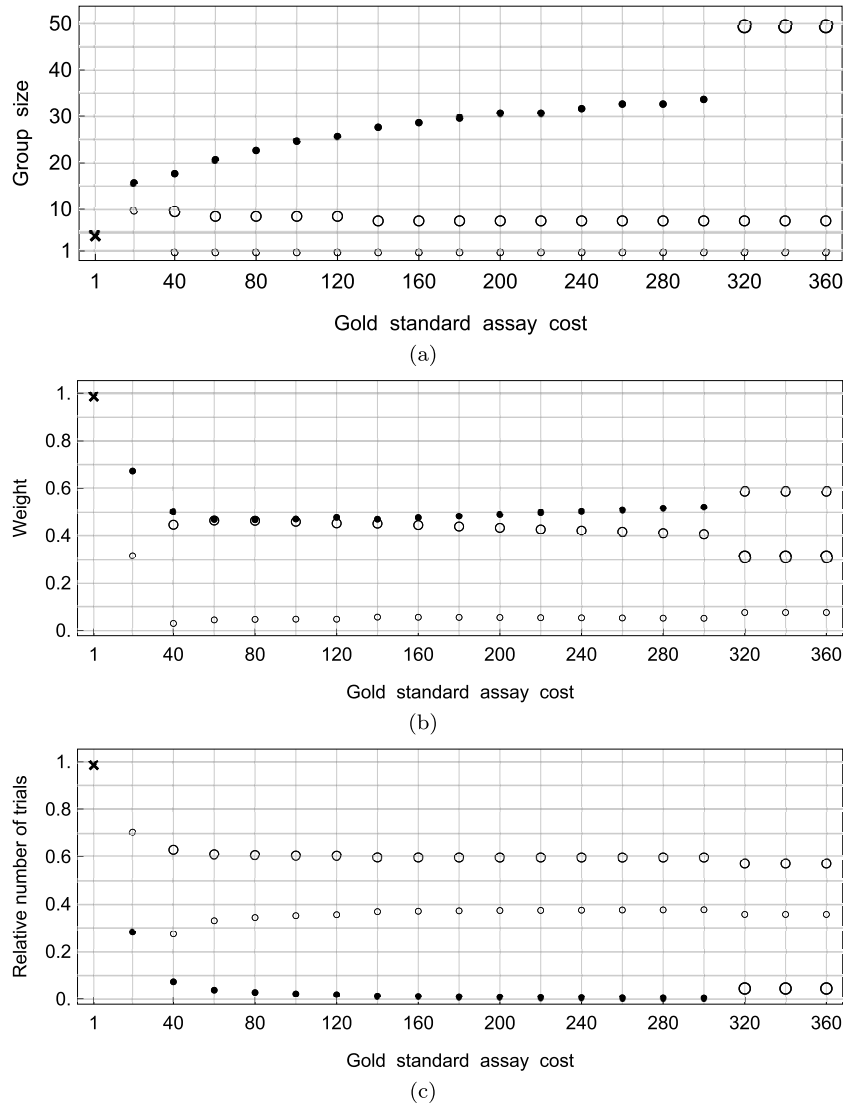 Group size
50
40
30
20
10
1
1 40 80 120 160 200 240 280 320 360
Gold standard assay cost
(a)
Weight
1.
0.8
0.6
0.4
0.2
0.
1 40 80 120 160 200 240 280 320 360
Gold standard assay cost
(b)
Relative number of trials
1.
0.8
0.6
0.4
0.2
0.
1 40 80 120 160 200 240 280 320 360
Gold standard assay cost
(c)